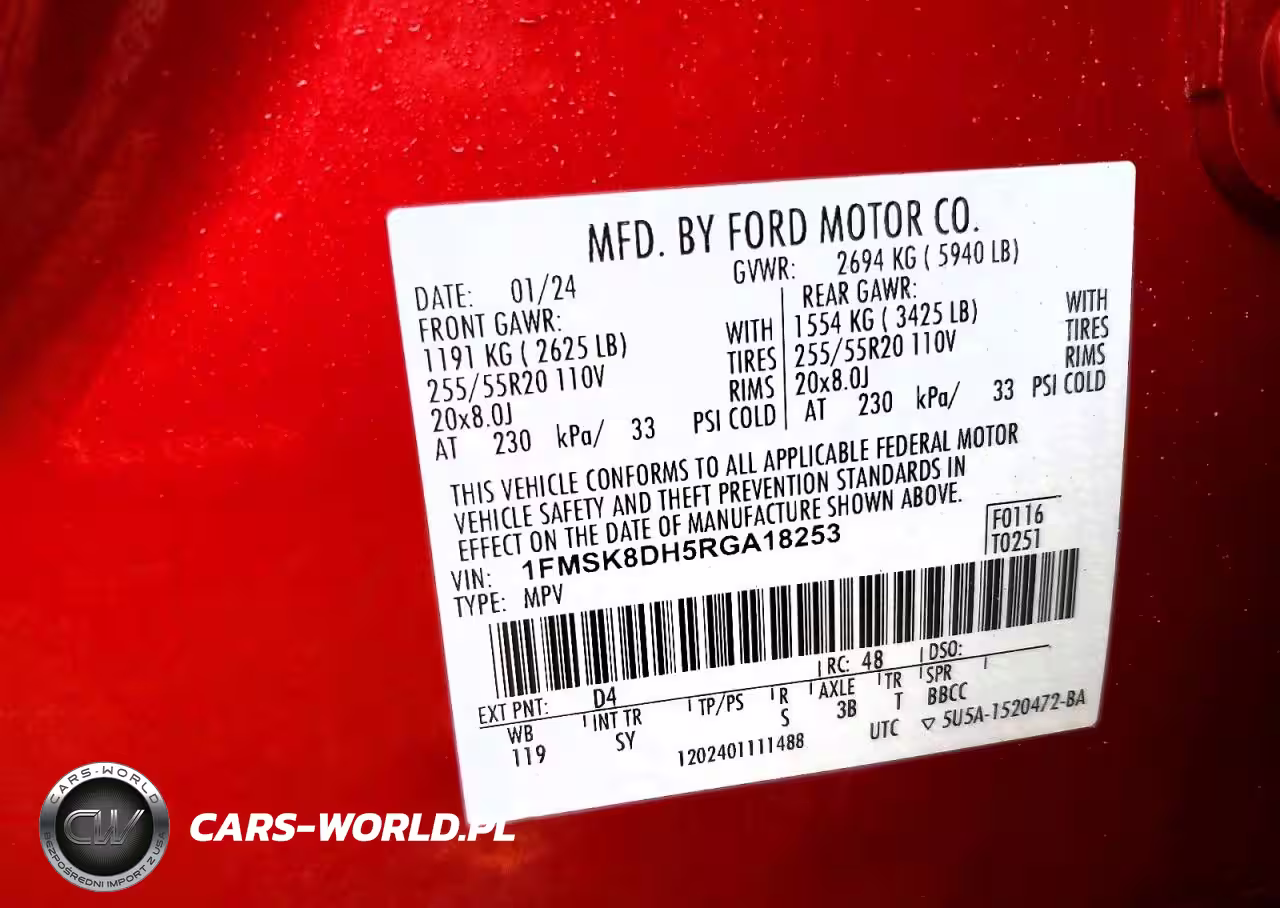 MFD. BY FORD MOTOR CO.
DATE: 01/24 GVWR: 2694 KG ( 5940 LB)
FRONT GAWR: REAR GAWR:
1191 KG ( 2625 LB) WITH 1554 KG ( 3425 LB) WITH
255/55R20 110V TIRES 255/55R20 110V TIRES
20x8.0J RIMS 20x8.0J RIMS
AT 230 kPa/ 33 PSI COLD AT 230 kPa/ 33 PSI COLD
THIS VEHICLE CONFORMS TO ALL APPLICABLE FEDERAL MOTOR
VEHICLE SAFETY AND THEFT PREVENTION STANDARDS IN
EFFECT ON THE DATE OF MANUFACTURE SHOWN ABOVE.
F0116
T0251
VIN: 1FMSK8DH5RGA18253
TYPE: MPV
EXT PNT: D4 RC: 48 DSO:
WB INT TR TP/PS R AXLE TR SPR
119 SY S 3B T BBCC
1202401111488 UTC ▽ 5U5A-1520472-BA
CARS-WORLD
CW
BEZPOŚREDNI IMPORT Z USA
CARS-WORLD.PL